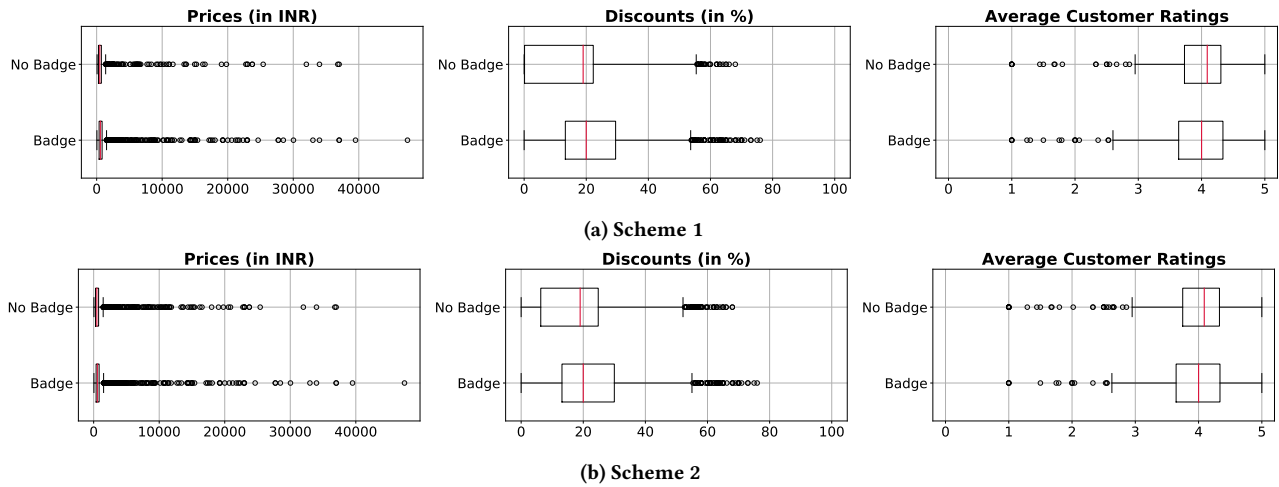 Prices (in INR)
Discounts (in %)
Average Customer Ratings
No Badge
Badge
0 10000 20000 30000 40000
No Badge
Badge
0 20 40 60 80 100
No Badge
Badge
0 1 2 3 4 5
(a) Scheme 1
Prices (in INR)
Discounts (in %)
Average Customer Ratings
No Badge
Badge
0 10000 20000 30000 40000
No Badge
Badge
0 20 40 60 80 100
No Badge
Badge
0 1 2 3 4 5
(b) Scheme 2